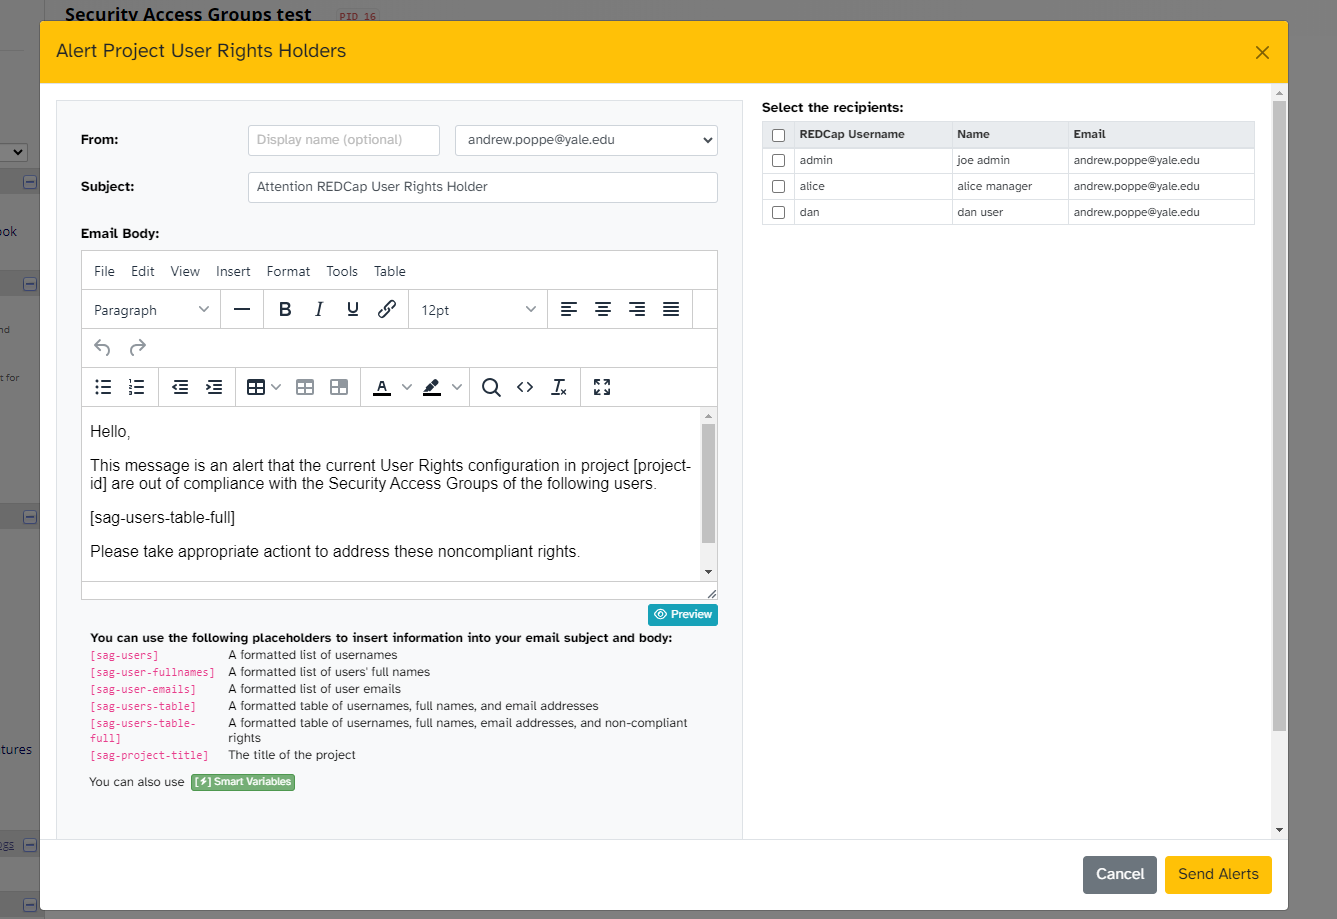 Security Access Groups test PID 16
Alert Project User Rights Holders
From: Display name (optional) andrew.poppe@yale.edu
Subject: Attention REDCap User Rights Holder
Email Body:
File Edit View Insert Format Tools Table
Paragraph B I U 12pt
A
Hello,
This message is an alert that the current User Rights configuration in project [project-
id] are out of compliance with the Security Access Groups of the following users.
[sag-users-table-full]
Please take appropriate actiont to address these noncompliant rights.
Preview
You can use the following placeholders to insert information into your email subject and body:
[sag-users] A formatted list of usernames
[sag-user-fullnames] A formatted list of users' full names
[sag-user-emails] A formatted list of user emails
[sag-users-table] A formatted table of usernames, full names, and email addresses
[sag-users-table- A formatted table of usernames, full names, email addresses, and non-compliant
full] rights
[sag-project-title] The title of the project
You can also use [⚡] Smart Variables
Select the recipients:
REDCap Username Name Email
admin joe admin andrew.poppe@yale.edu
alice alice manager andrew.poppe@yale.edu
dan dan user andrew.poppe@yale.edu
Cancel Send Alerts
ook
nd
t for
tures
ogs